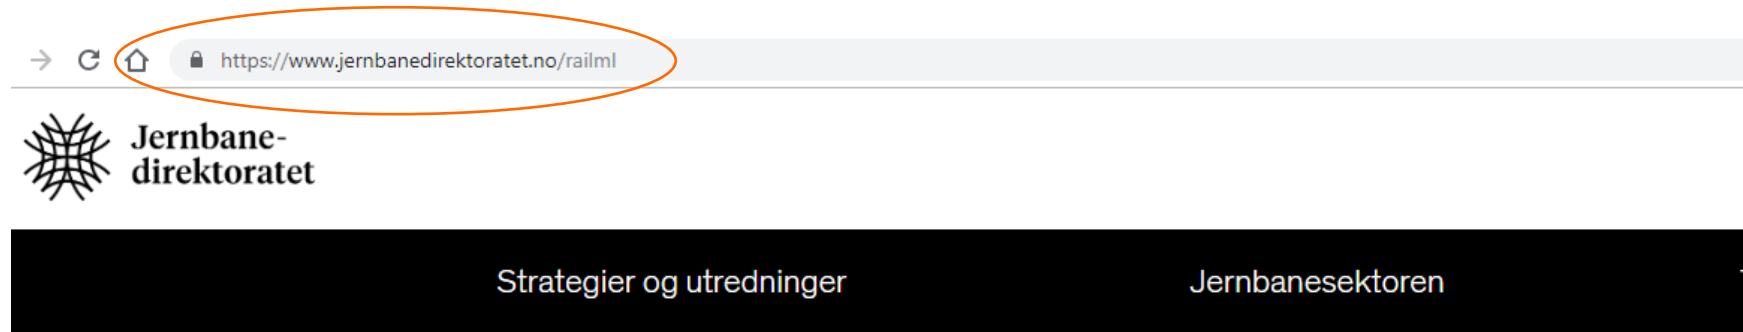 https://www.jernbanedirektoratet.no/railml
Jernbane-
direktoratet
Strategier og utredninger
Jernbanesektoren